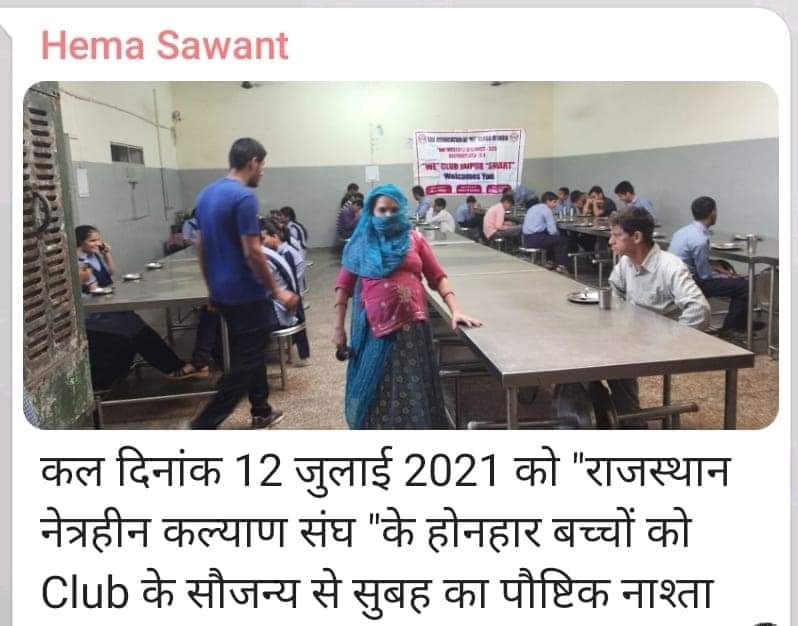 Hema Sawant
"WE" CLUB JAIPUR "SMART"
Welcomes You
कल दिनांक 12 जुलाई 2021 को "राजस्थान
नेत्रहीन कल्याण संघ "के होनहार बच्चों को
Club के सौजन्य से सुबह का पौष्टिक नाश्ता